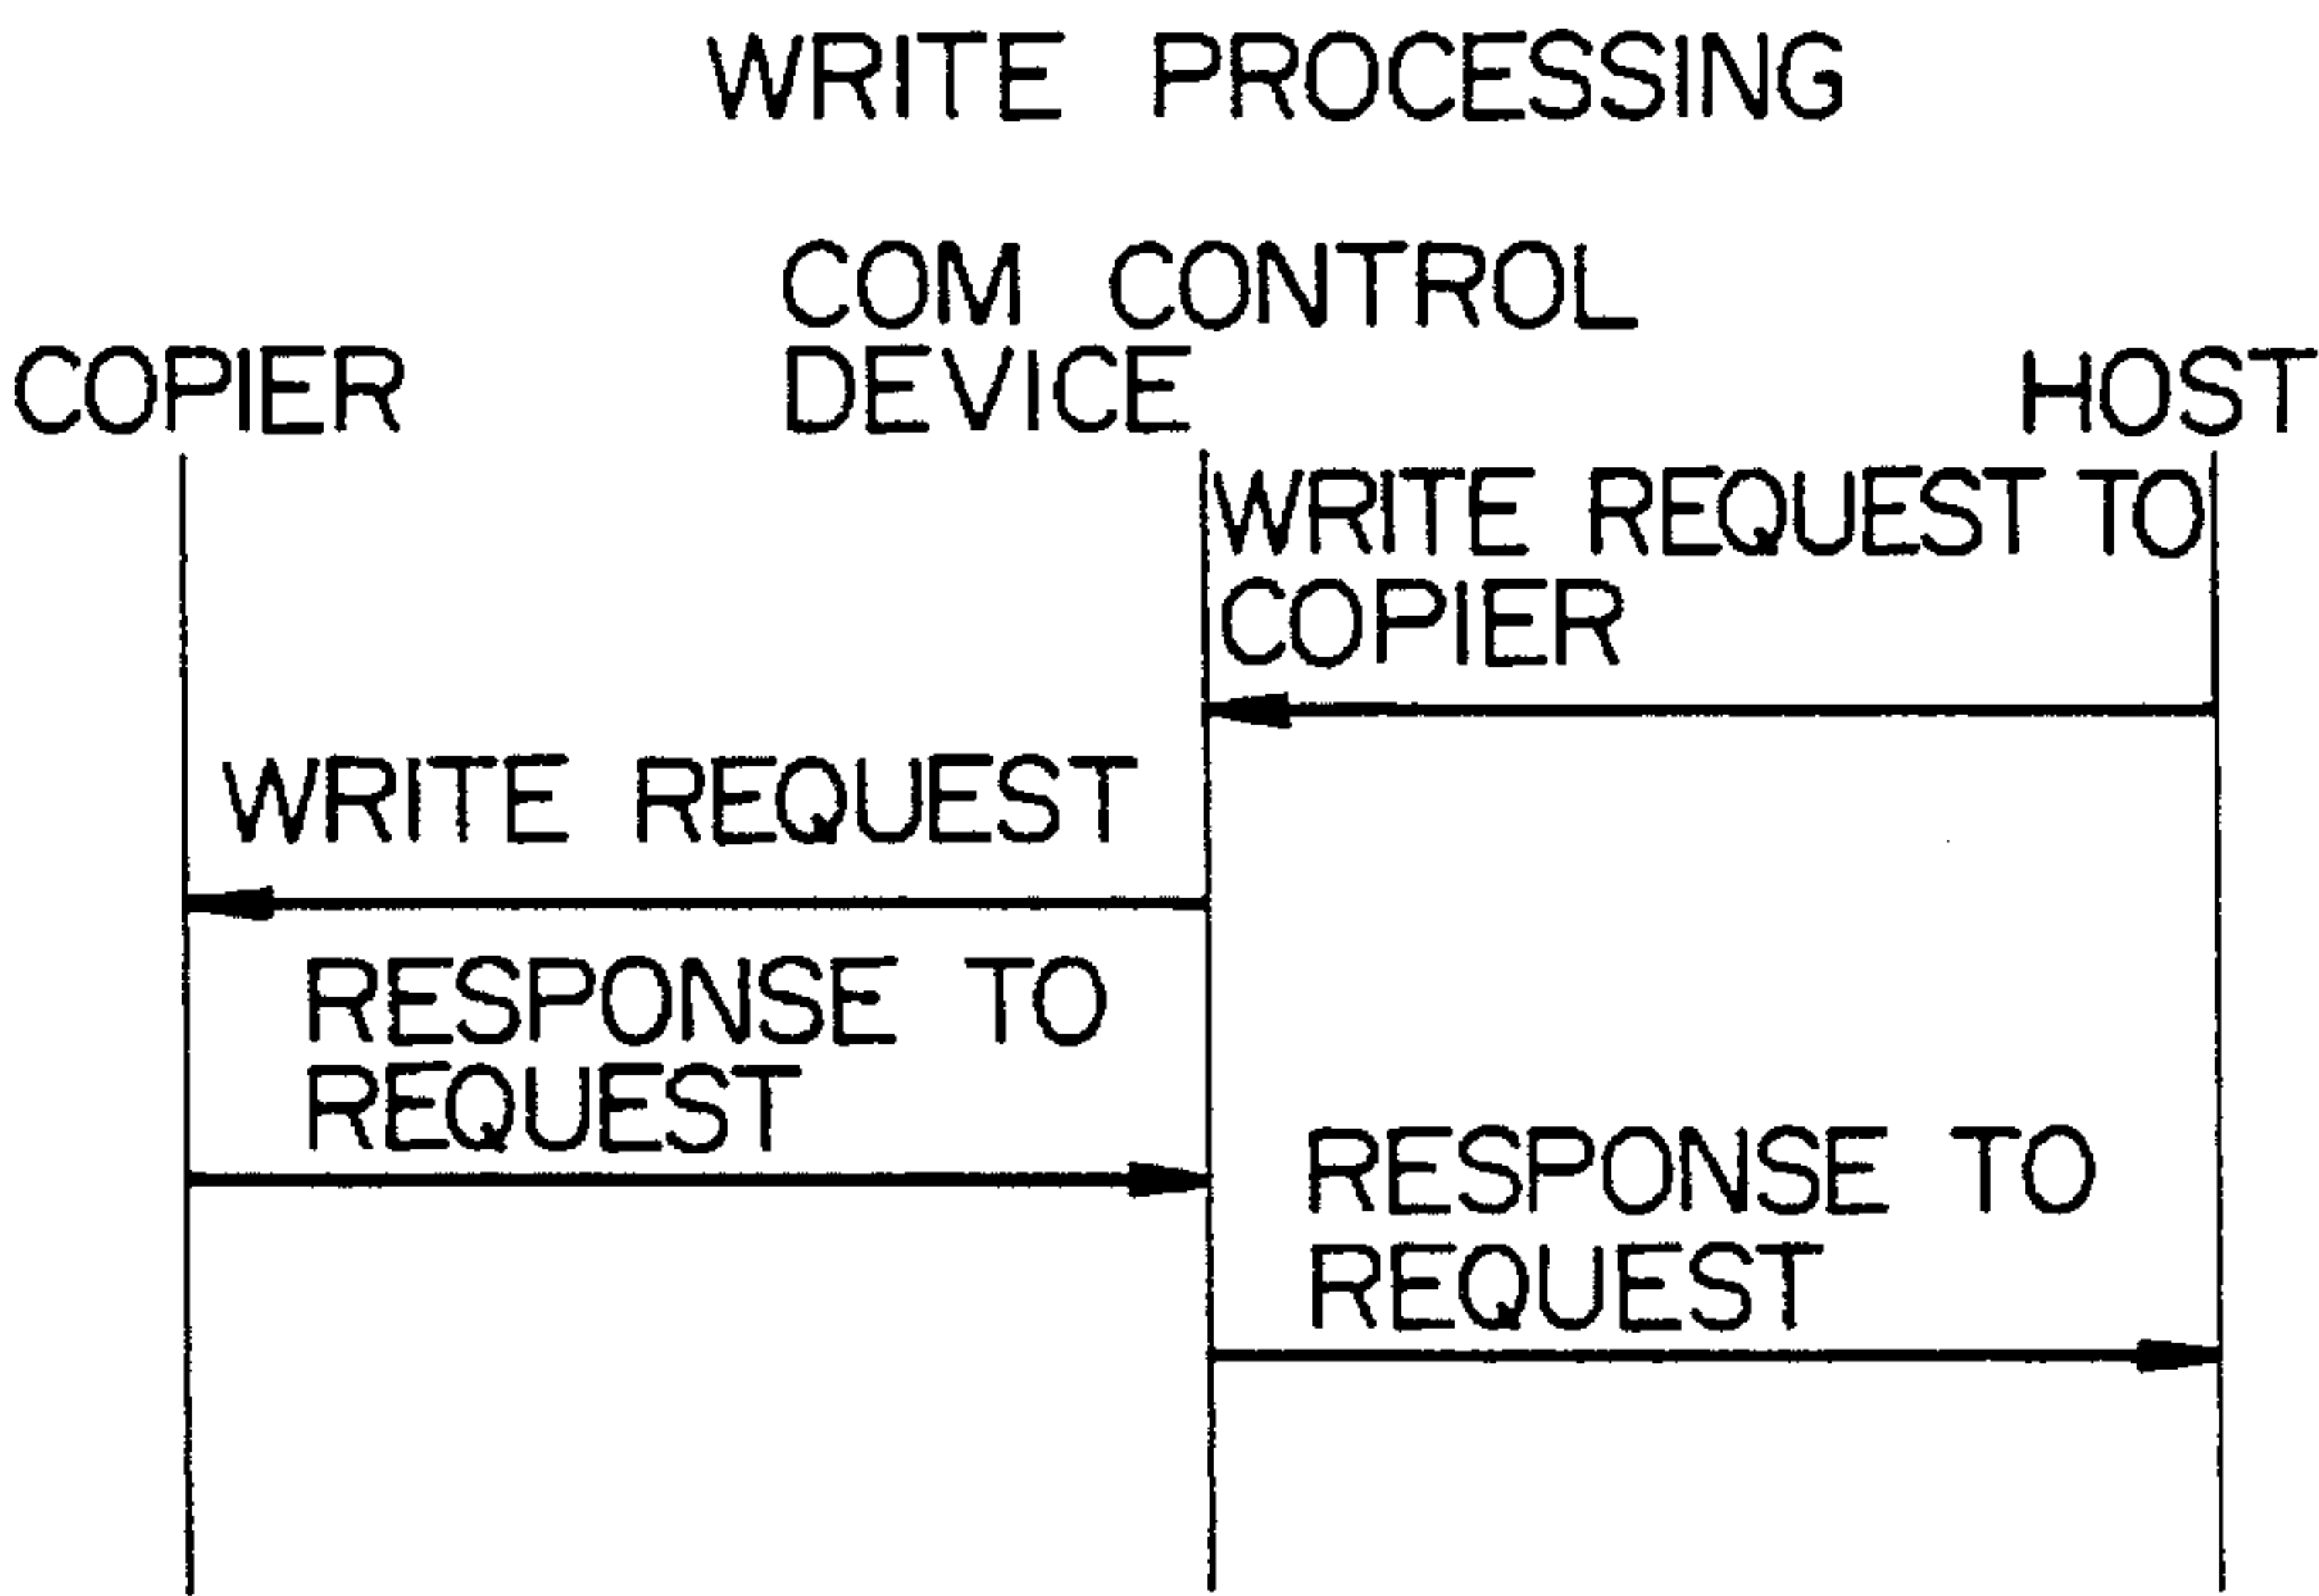 WRITE PROCESSING
COM CONTROL
DEVICE
COPIER
HOST
WRITE REQUEST TO
COPIER
WRITE REQUEST
RESPONSE TO
REQUEST
RESPONSE TO
REQUEST